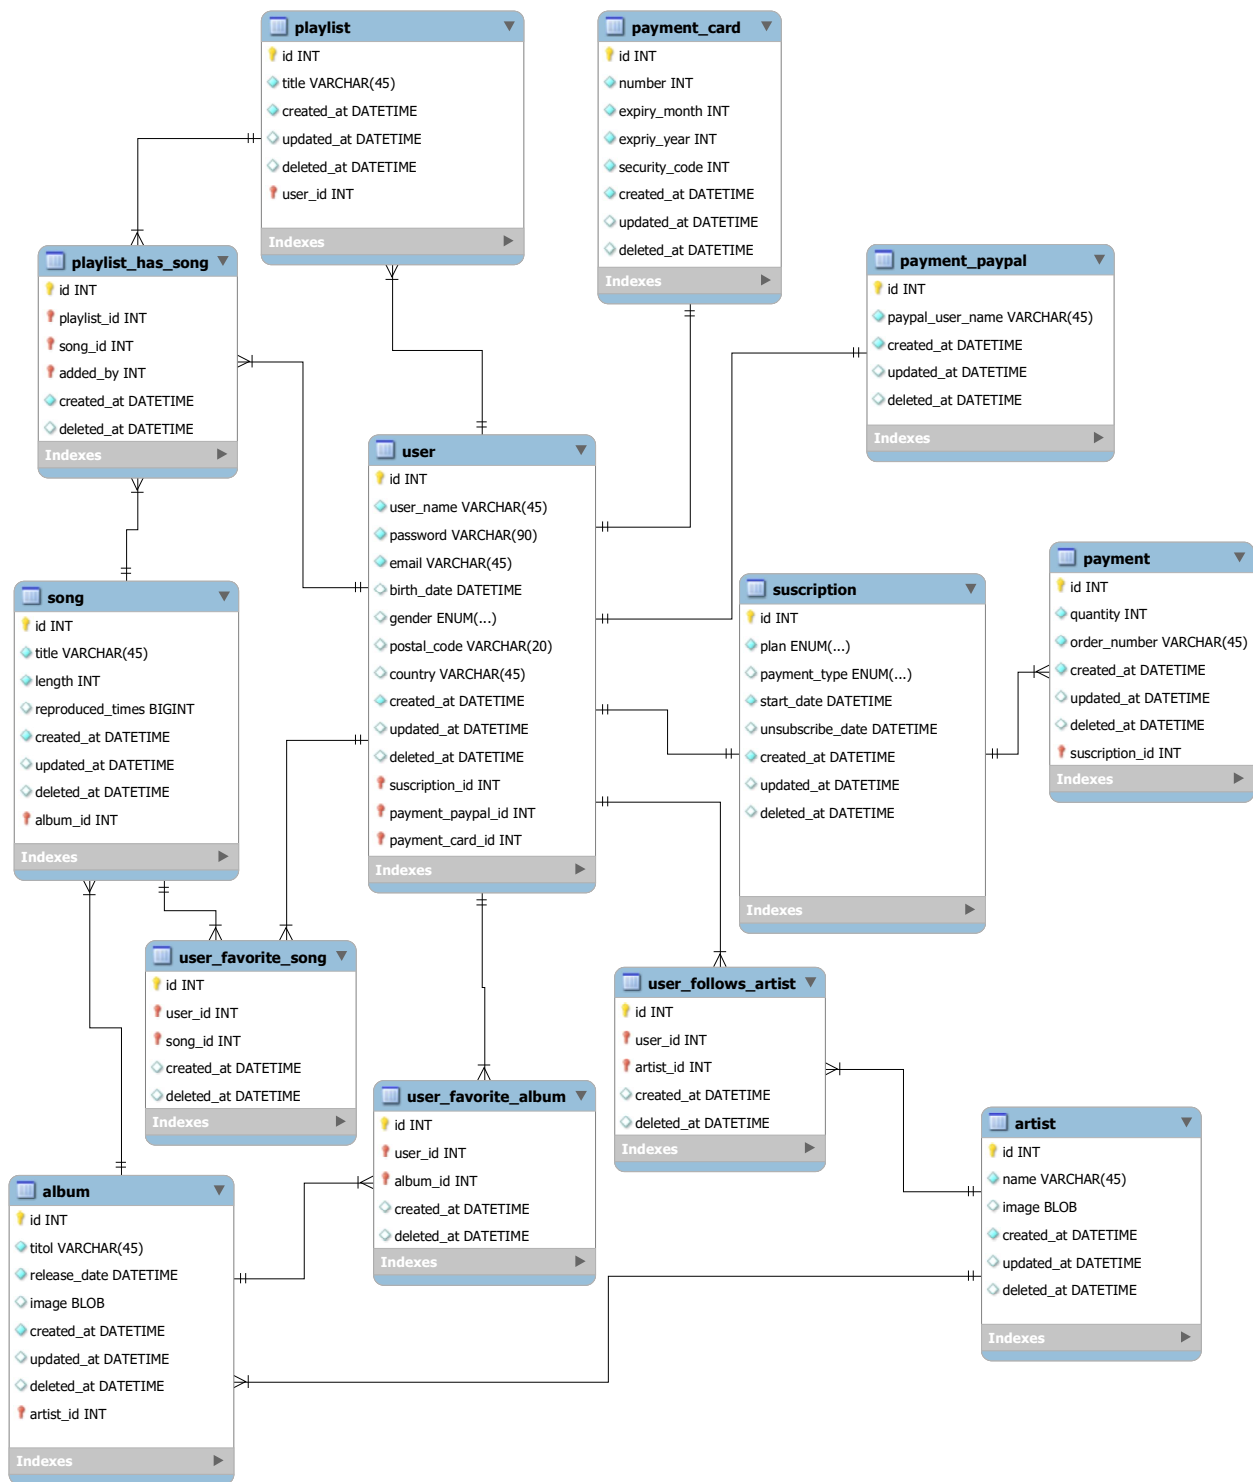 playlist
id INT
title VARCHAR(45)
created_at DATETIME
updated_at DATETIME
deleted_at DATETIME
user_id INT
Indexes
payment_card
id INT
number INT
expiry_month INT
expriy_year INT
security_code INT
created_at DATETIME
updated_at DATETIME
deleted_at DATETIME
Indexes
playlist_has_song
id INT
playlist_id INT
song_id INT
added_by INT
created_at DATETIME
deleted_at DATETIME
Indexes
payment_paypal
id INT
paypal_user_name VARCHAR(45)
created_at DATETIME
updated_at DATETIME
deleted_at DATETIME
Indexes
user
id INT
user_name VARCHAR(45)
password VARCHAR(90)
email VARCHAR(45)
birth_date DATETIME
gender ENUM(...)
postal_code VARCHAR(20)
country VARCHAR(45)
created_at DATETIME
updated_at DATETIME
deleted_at DATETIME
suscription_id INT
payment_paypal_id INT
payment_card_id INT
Indexes
payment
id INT
quantity INT
order_number VARCHAR(45)
created_at DATETIME
updated_at DATETIME
deleted_at DATETIME
suscription_id INT
Indexes
suscription
id INT
plan ENUM(...)
payment_type ENUM(...)
start_date DATETIME
unsubscribe_date DATETIME
created_at DATETIME
updated_at DATETIME
deleted_at DATETIME
Indexes
song
id INT
title VARCHAR(45)
length INT
reproduced_times BIGINT
created_at DATETIME
updated_at DATETIME
deleted_at DATETIME
album_id INT
Indexes
user_favorite_song
id INT
user_id INT
song_id INT
created_at DATETIME
deleted_at DATETIME
Indexes
user_follows_artist
id INT
user_id INT
artist_id INT
created_at DATETIME
deleted_at DATETIME
Indexes
user_favorite_album
id INT
user_id INT
album_id INT
created_at DATETIME
deleted_at DATETIME
Indexes
artist
id INT
name VARCHAR(45)
image BLOB
created_at DATETIME
updated_at DATETIME
deleted_at DATETIME
Indexes
album
id INT
titol VARCHAR(45)
release_date DATETIME
image BLOB
created_at DATETIME
updated_at DATETIME
deleted_at DATETIME
artist_id INT
Indexes